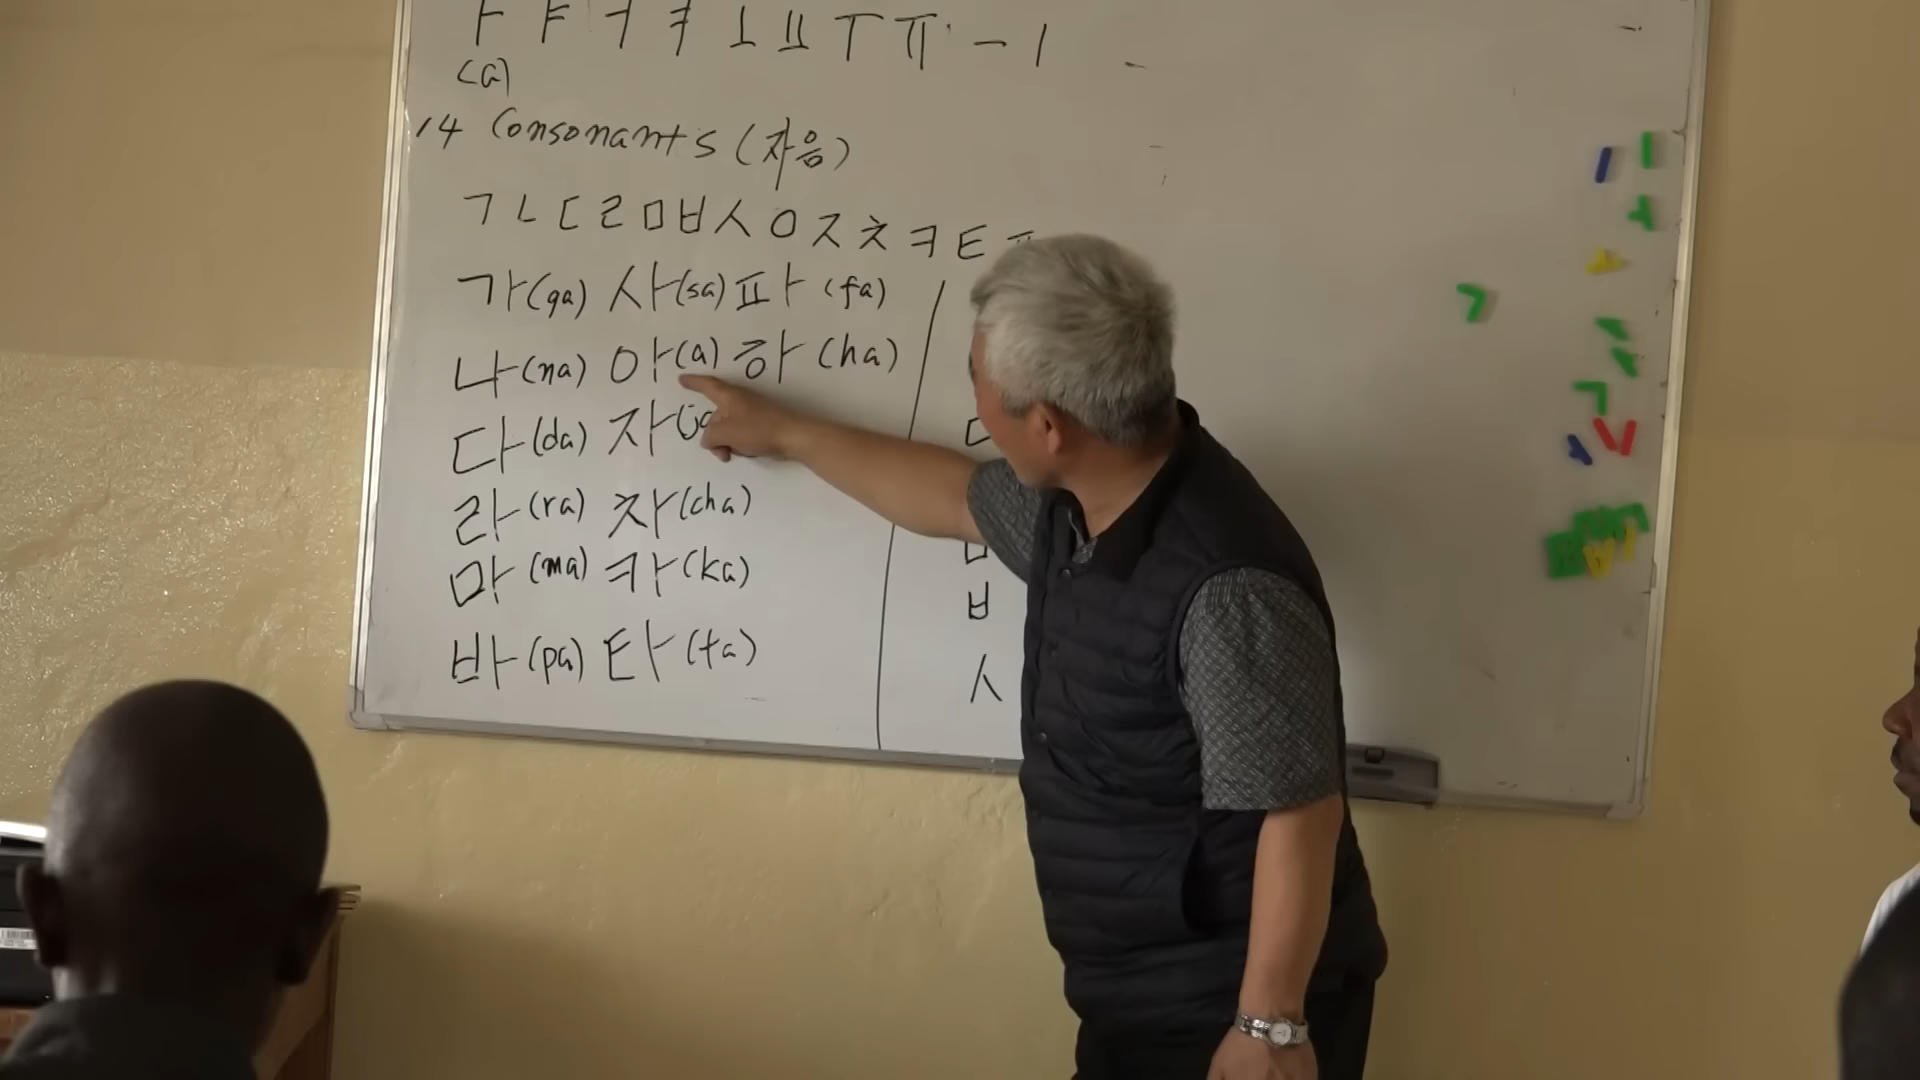 ㅏ ㅑ ㅓ ㅕ ㅗ ㅛ ㅜ ㅠ ㅡ ㅣ
(a)
14 Consonants (자음)
ㄱ ㄴ ㄷ ㄹ ㅁ ㅂ ㅅ ㅇ ㅈ ㅊ ㅋ ㅌ ㅍ
가(ga) 사(sa) 파 (fa)
나(na) 아(a) 하 (ha)
다(da) 자(ja
라(ra) 차(cha)
마(ma) 카(ka)
바(pa) 타(ta)
ㄷ
ㅁ
ㅂ
ㅅ